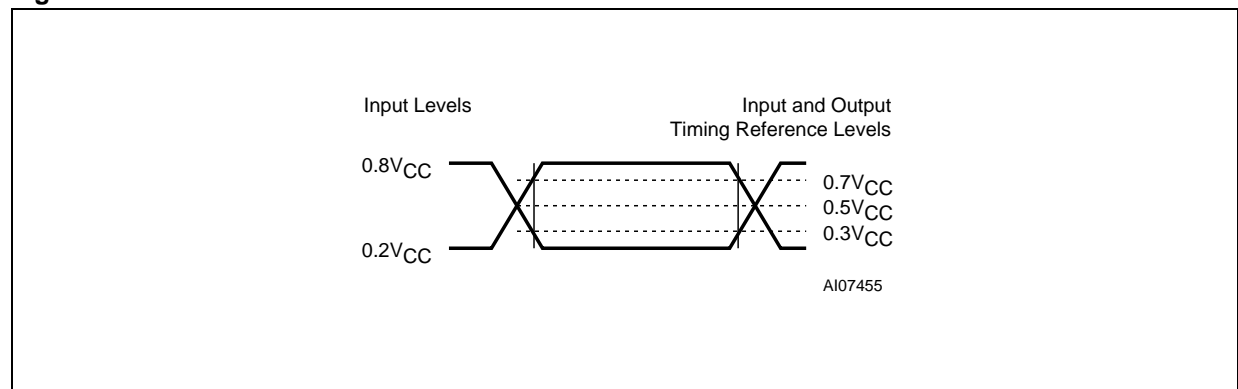 Input Levels
Input and Output
Timing Reference Levels
0.8VCC
0.7VCC
0.5VCC
0.3VCC
0.2VCC
AI07455